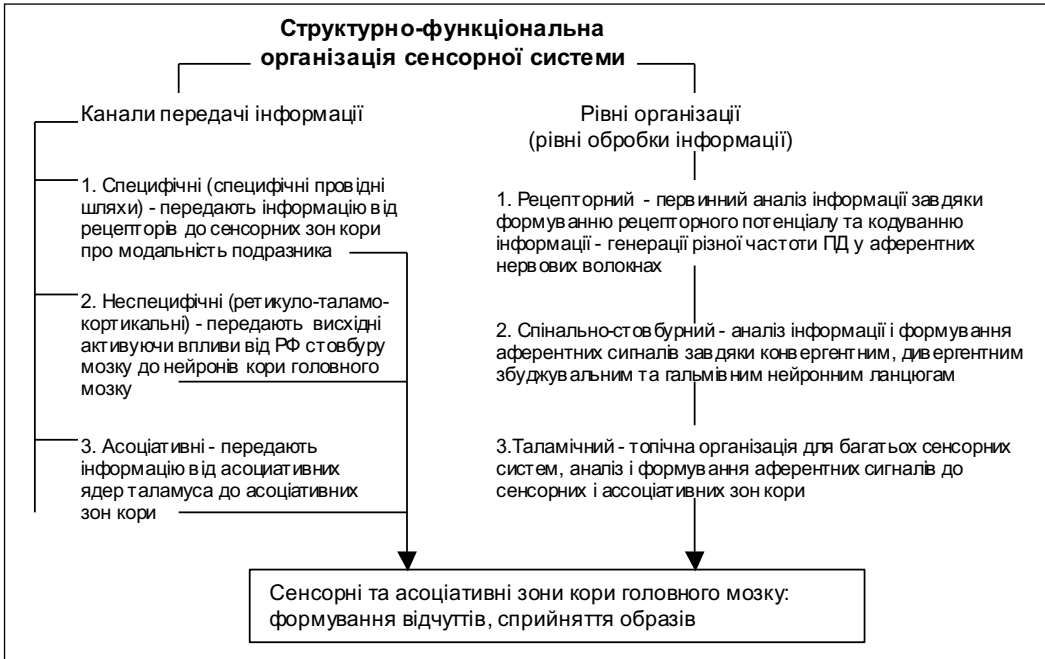 Структурно-функціональна
організація сенсорної системи
Канали передачі інформації
1. Специфічні (специфічні провідні
шляхи) - передають інформацію від
рецепторів до сенсорних зон кори
про модальність подразника
2. Неспецифічні (ретикуло-таламо-
кортикальні) - передають висхідні
активуючи впливи від РФ стовбуру
мозку до нейронів кори головного
мозку
3. Асоціативні - передають
інформацію від асоциативних
ядер таламуса до асоціативних
зон кори
Рівні організації
(рівні обробки інформації)
1. Рецепторний - первинний аналіз інформації завдяки
формуванню рецепторного потенціалу та кодуванню
інформації - генерації різної частоти ПД у аферентних
нервових волокнах
2. Спінально-стовбурний - аналіз інформації і формування
аферентних сигналів завдяки конвергентним, дивергентним
збуджувальним та гальмівним нейронним ланцюгам
3.Таламічний - топічна організація для багатьох сенсорних
систем, аналіз і формування аферентних сигналів до
сенсорних і ассоціативних зон кори
Сенсорні та асоціативні зони кори головного мозку:
формування відчуттів, сприйняття образів